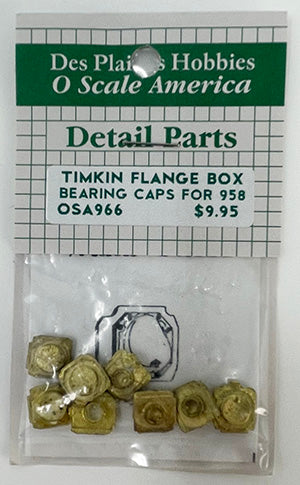 Des Plaines Hobbies
O Scale America
Detail Parts
TIMKIN FLANGE BOX
BEARING CAPS FOR 958
OSA966 $9.95